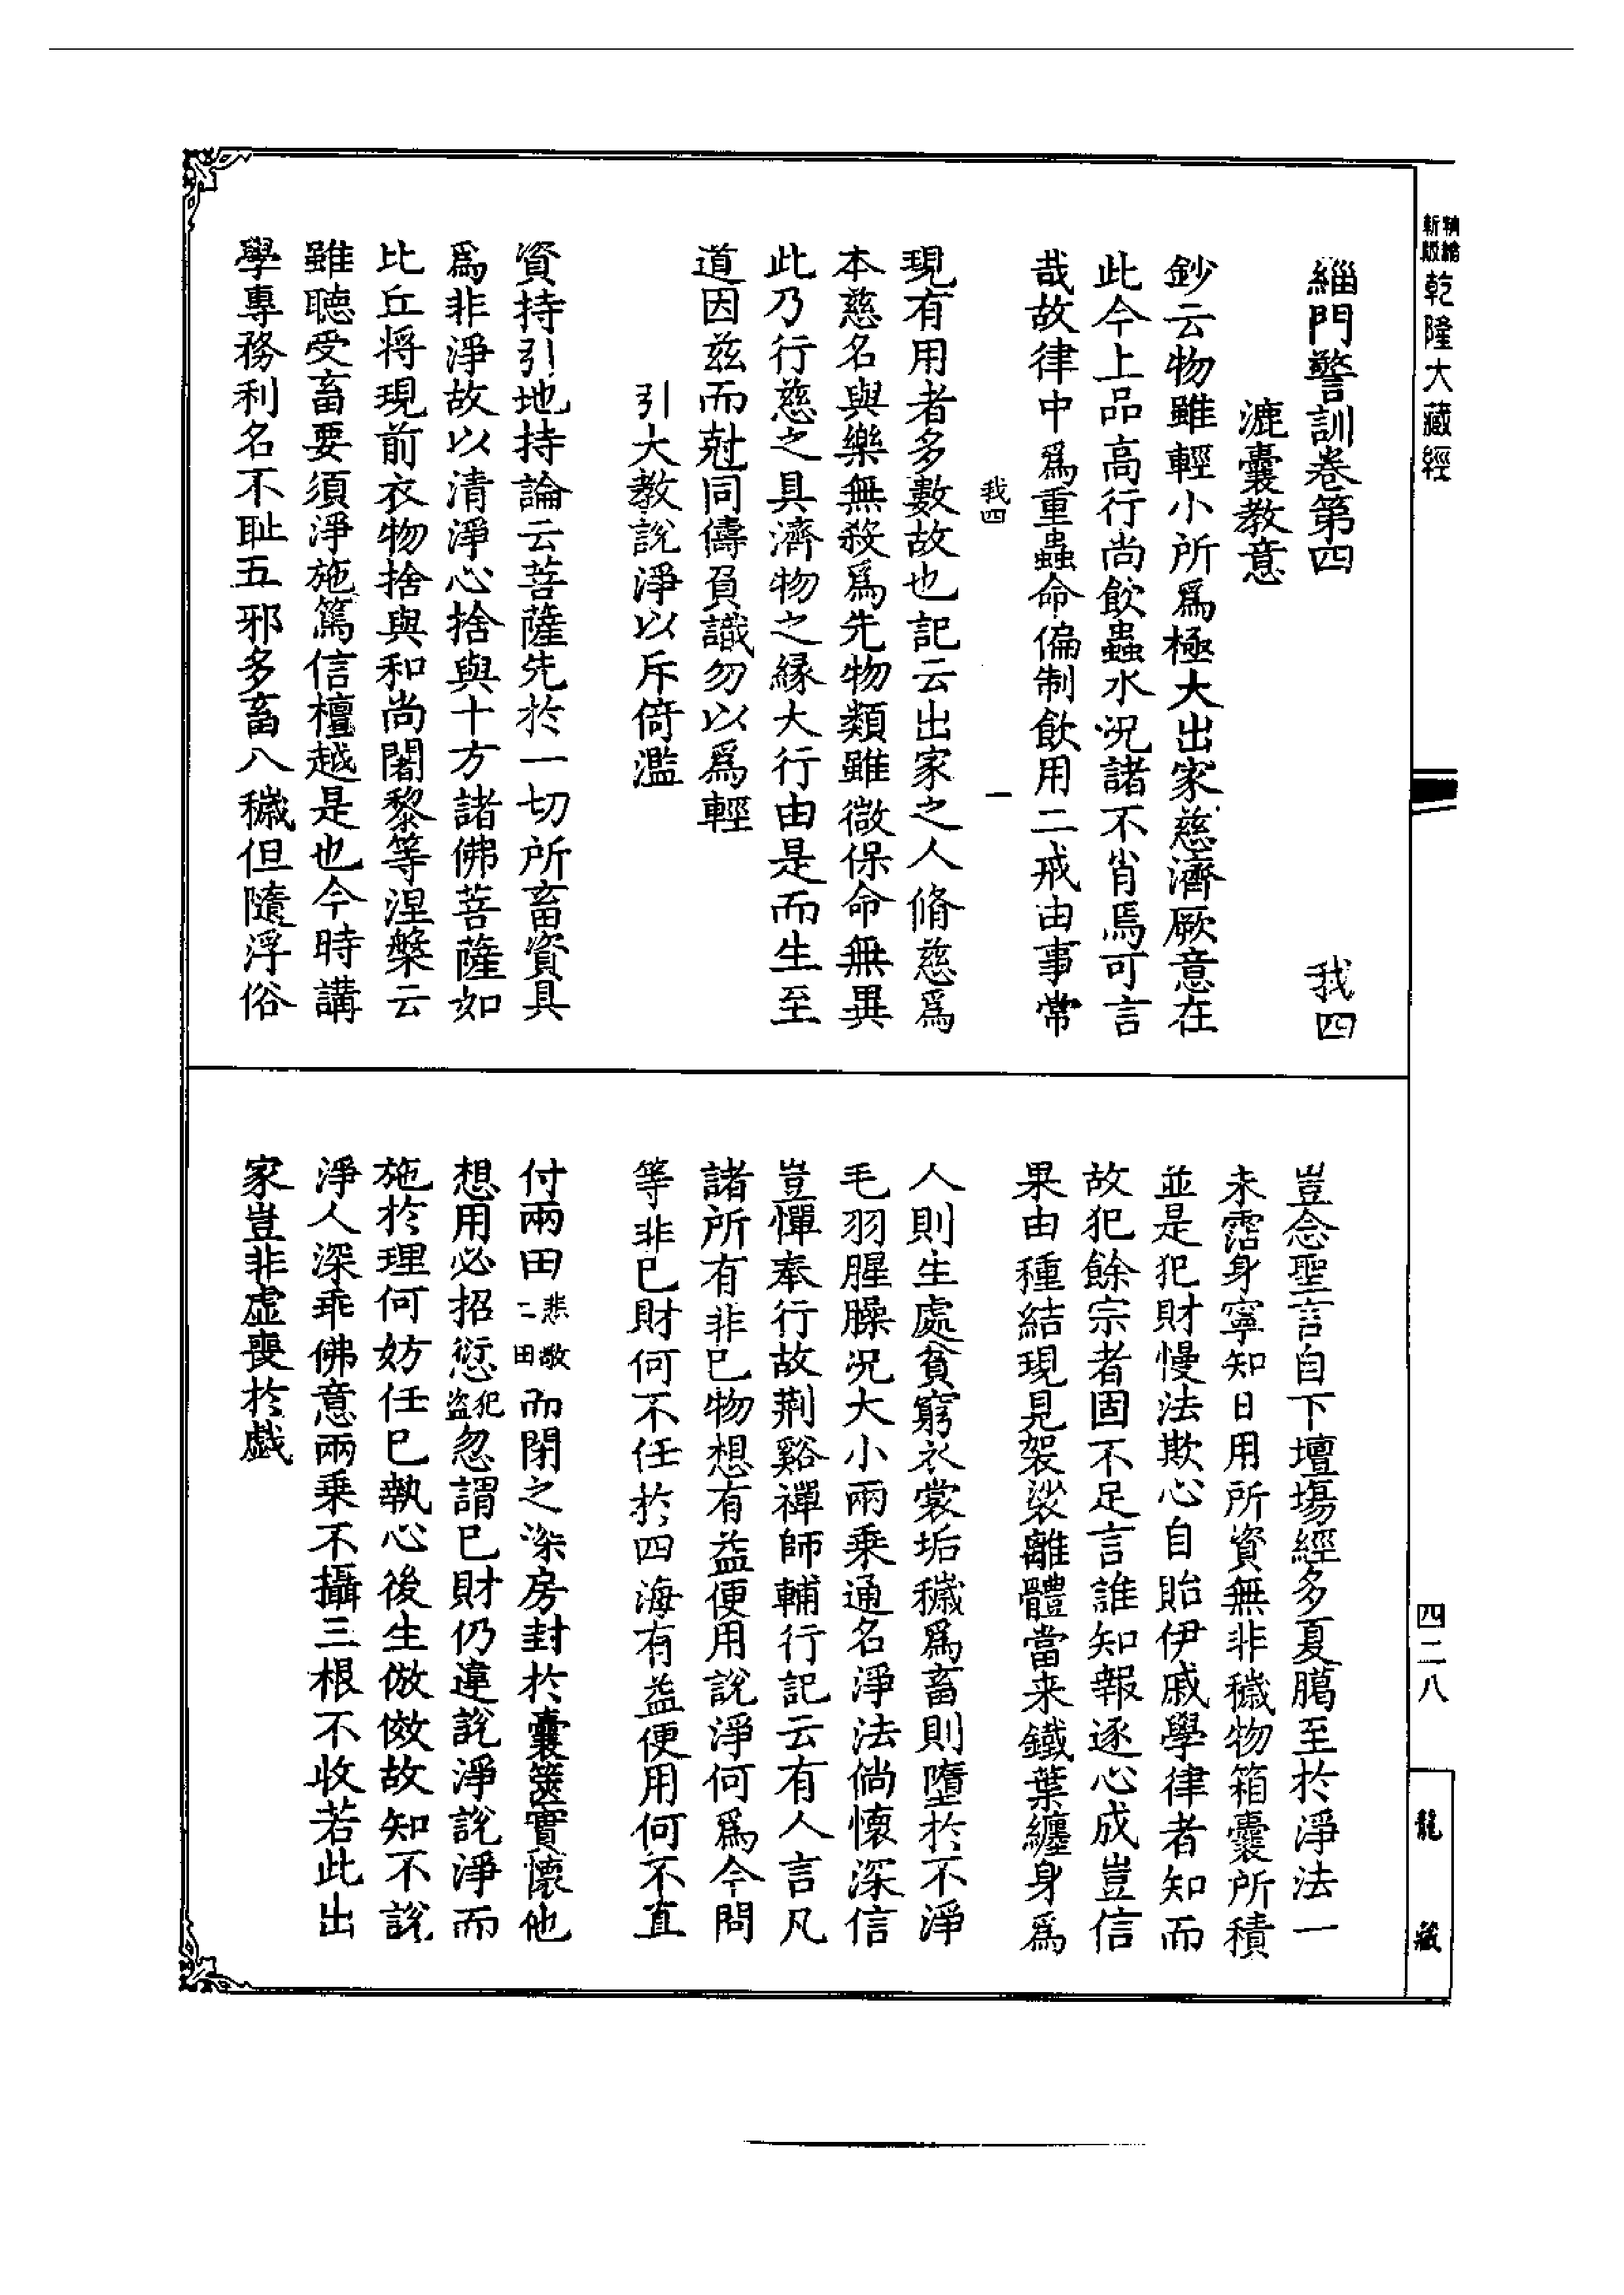 精縮新版
乾隆大藏經
緇門警訓卷第四 我四
漉囊教意
鈔云物雖輕小所為極大出家慈濟厥意在
此今上品高行尚飲蟲水況諸不肖焉可言
哉故律中為重蟲命偏制飲用二戒由事常
我四 一
現有用者多數故也記云出家之人脩慈為
本慈名與樂無殺為先物類雖微保命無異
此乃行慈之具濟物之緣大行由是而生至
道因茲而尅同儔負識勿以為輕
引大教說淨以斥倚濫
資持引地持論云菩薩先於一切所畜資具
為非淨故以清淨心捨與十方諸佛菩薩如
比丘將現前衣物捨與和尚闍黎等涅槃云
雖聽受畜要須淨施篤信檀越是也今時講
學專務利名不耻五邪多畜八穢但隨浮俗
豈念聖言自下壇場經多夏臈至於淨法一
未霑身寧知日用所資無非穢物箱囊所積
並是犯財慢法欺心自貽伊戚學律者知而
故犯餘宗者固不足言誰知報逐心成豈信
果由種結現見袈裟離體當来鐵葉纏身為
人則生處貧窮衣裳垢穢為畜則墮於不淨
毛羽腥臊況大小兩乘通名淨法倘懷深信
豈憚奉行故荆谿禪師輔行記云有人言凡
諸所有非已物想有益便用說淨何為今問
等非已財何不任於四海有益便用何不直
付兩田悲敬二田而閉之深房封於囊篋實懷他
想用必招愆犯盜忽謂已財仍違說淨說淨而
施於理何妨任已執心後生倣傚故知不說
淨人深乖佛意兩乘不攝三根不收若此出
家豈非虛喪於戲
四二八
龍藏